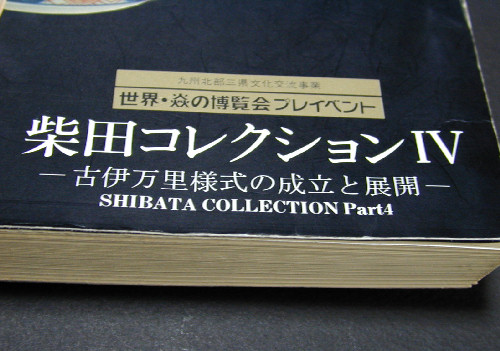 九州北部三県文化交流事業
世界・焱の博覧会プレイベント
柴田コレクションIV
―古伊万里様式の成立と展開―
SHIBATA COLLECTION Part4